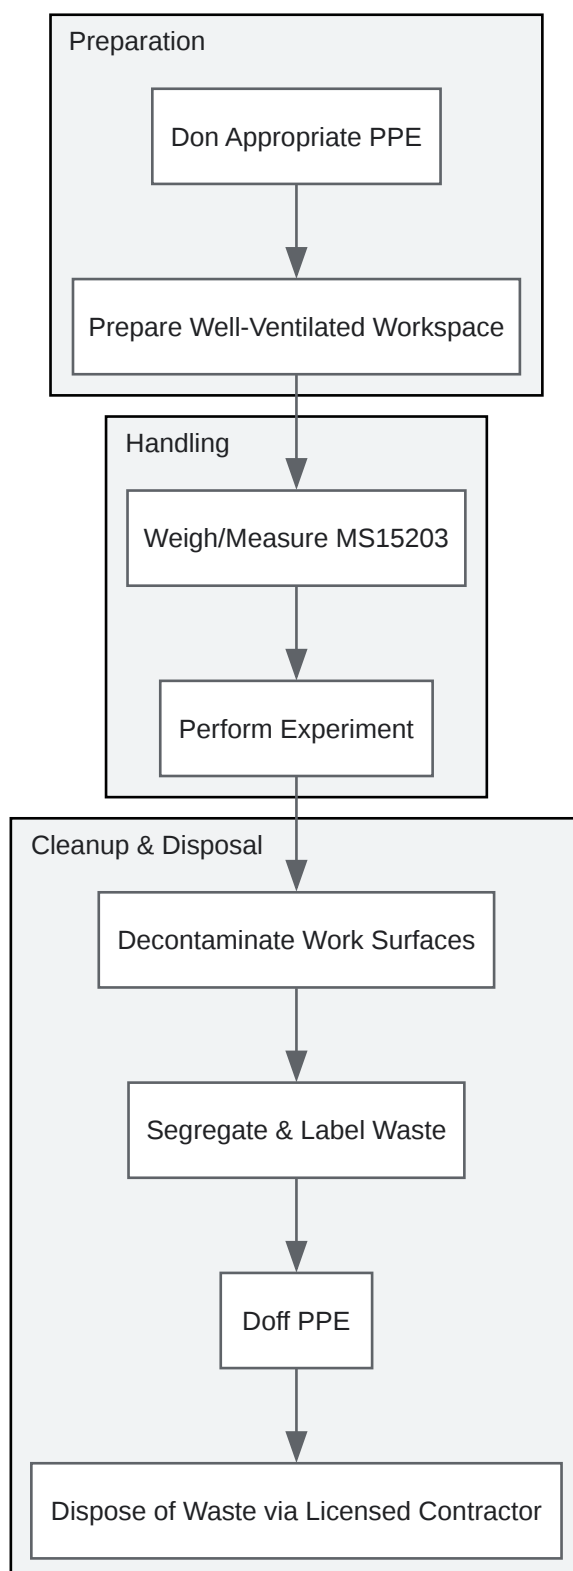 Preparation
Don Appropriate PPE
Prepare Well-Ventilated Workspace
Handling
Weigh/Measure MS15203
Perform Experiment
Cleanup & Disposal
Decontaminate Work Surfaces
Segregate & Label Waste
Doff PPE
Dispose of Waste via Licensed Contractor